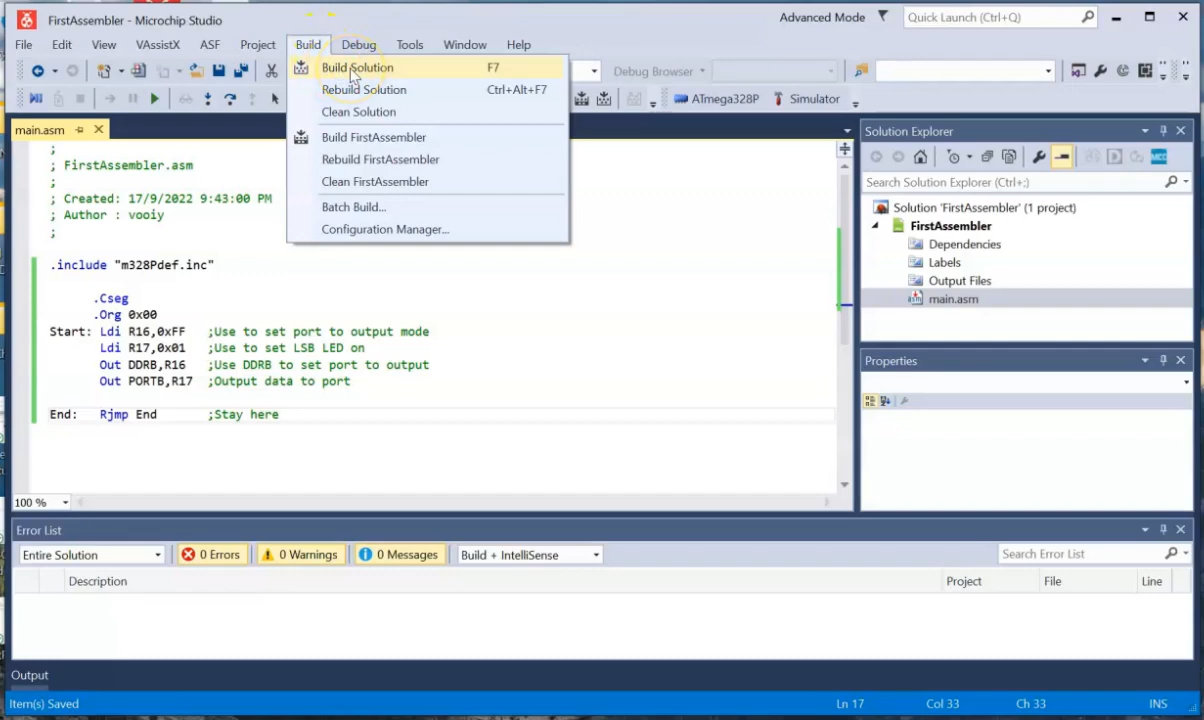 FirstAssembler - Microchip Studio
Advanced Mode
Quick Launch (Ctrl+Q)
File Edit View VAssistX ASF Project Build Debug Tools Window Help
Debug Browser
ATmega328P Simulator
Build Solution F7
Rebuild Solution Ctrl+Alt+F7
Clean Solution
Build FirstAssembler
Rebuild FirstAssembler
Clean FirstAssembler
Batch Build...
Configuration Manager...
main.asm
;
; FirstAssembler.asm
;
; Created: 17/9/2022 9:43:00 PM
; Author : vooiy
;
.include "m328Pdef.inc"
.Cseg
.Org 0x00
Start: Ldi R16,0xFF ;Use to set port to output mode
Ldi R17,0x01 ;Use to set LSB LED on
Out DDRB,R16 ;Use DDRB to set port to output
Out PORTB,R17 ;Output data to port
End: Rjmp End ;Stay here
100 %
Solution Explorer
Search Solution Explorer (Ctrl+;)
Solution 'FirstAssembler' (1 project)
FirstAssembler
Dependencies
Labels
Output Files
main.asm
Properties
Error List
Entire Solution 0 Errors 0 Warnings 0 Messages Build + IntelliSense Search Error List
Description Project File Line
Output
Item(s) Saved Ln 17 Col 33 Ch 33 INS